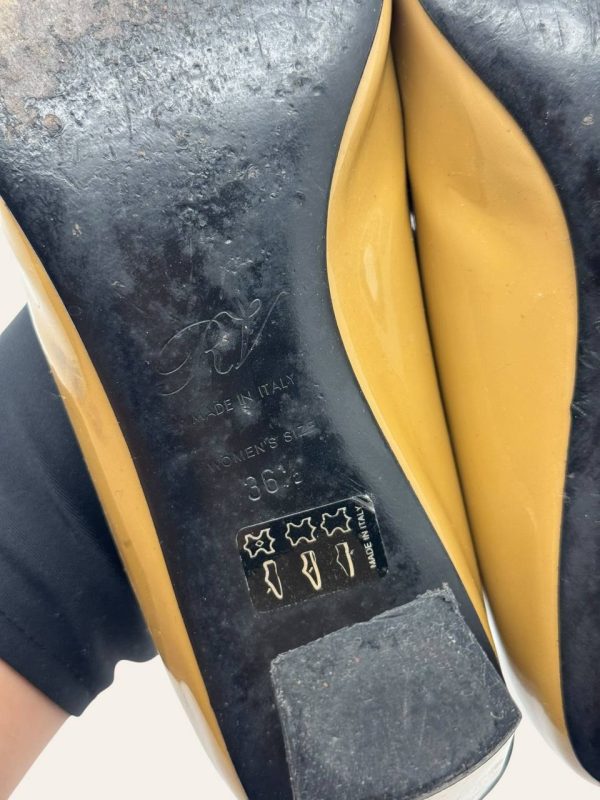 RV
MADE IN ITALY
WOMEN'S SIZE
36½
MADE IN ITALY